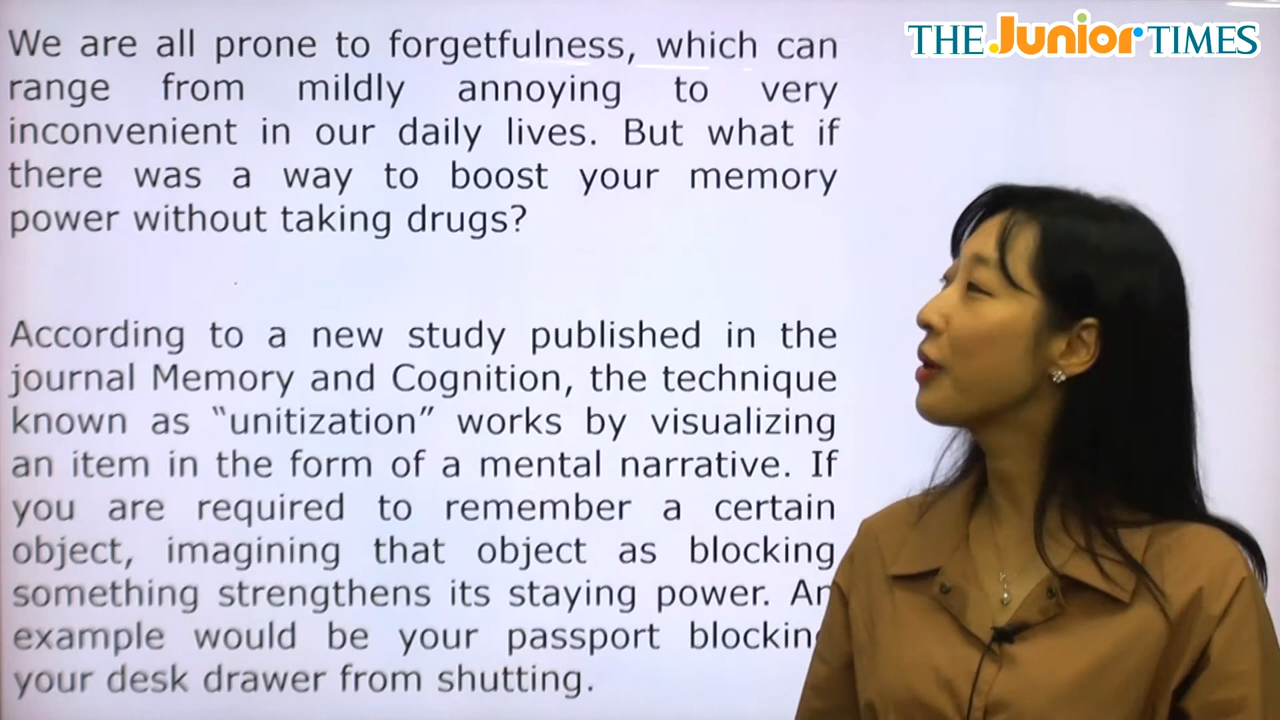 THE Junior TIMES
We are all prone to forgetfulness, which can
range from mildly annoying to very
inconvenient in our daily lives. But what if
there was a way to boost your memory
power without taking drugs?
According to a new study published in the
journal Memory and Cognition, the technique
known as “unitization” works by visualizing
an item in the form of a mental narrative. If
you are required to remember a certain
object, imagining that object as blocking
something strengthens its staying power. An
example would be your passport blocking
your desk drawer from shutting.